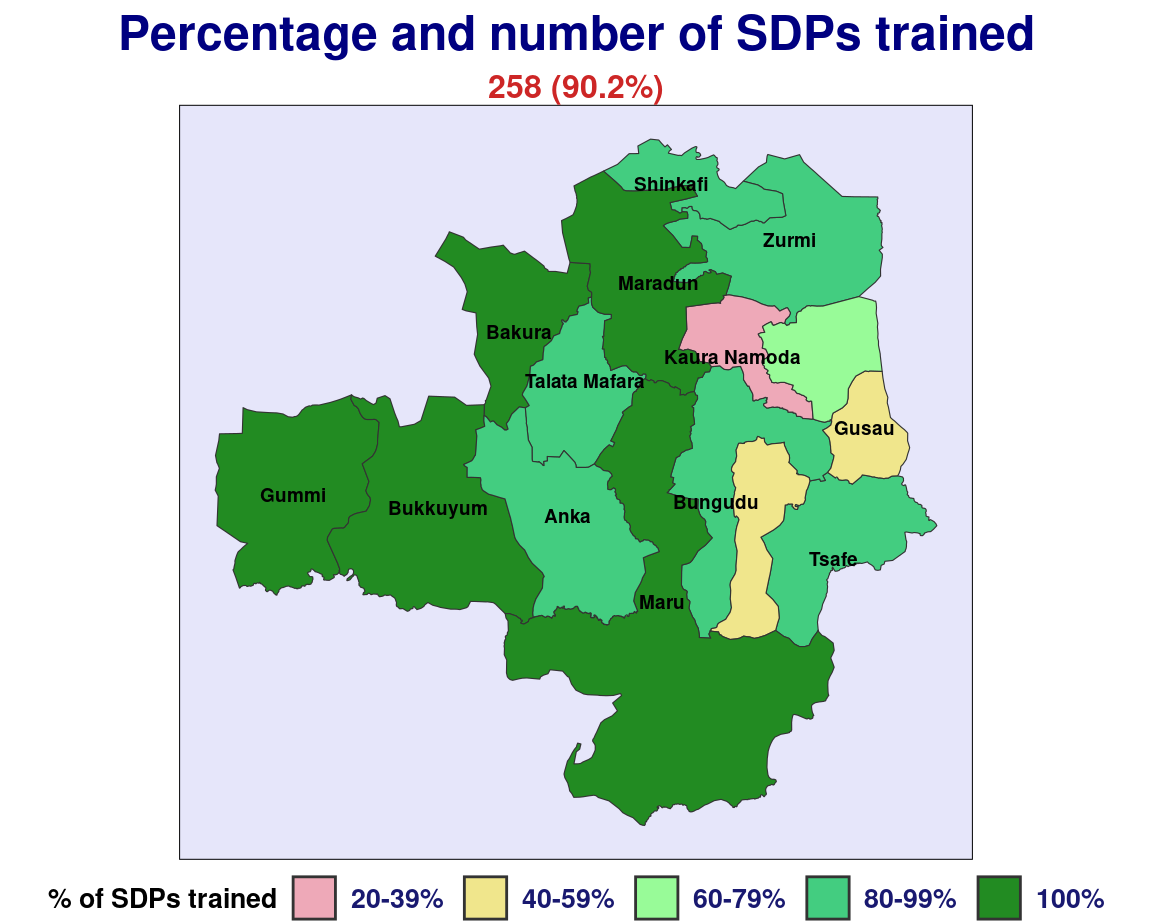 Percentage and number of SDPs trained
258 (90.2%)
Shinkafi
Zurmi
Maradun
Bakura
Kaura Namoda
Talata Mafara
Gusau
Gummi
Bukkuyum
Anka
Bungudu
Tsafe
Maru
% of SDPs trained 20-39% 40-59% 60-79% 80-99% 100%